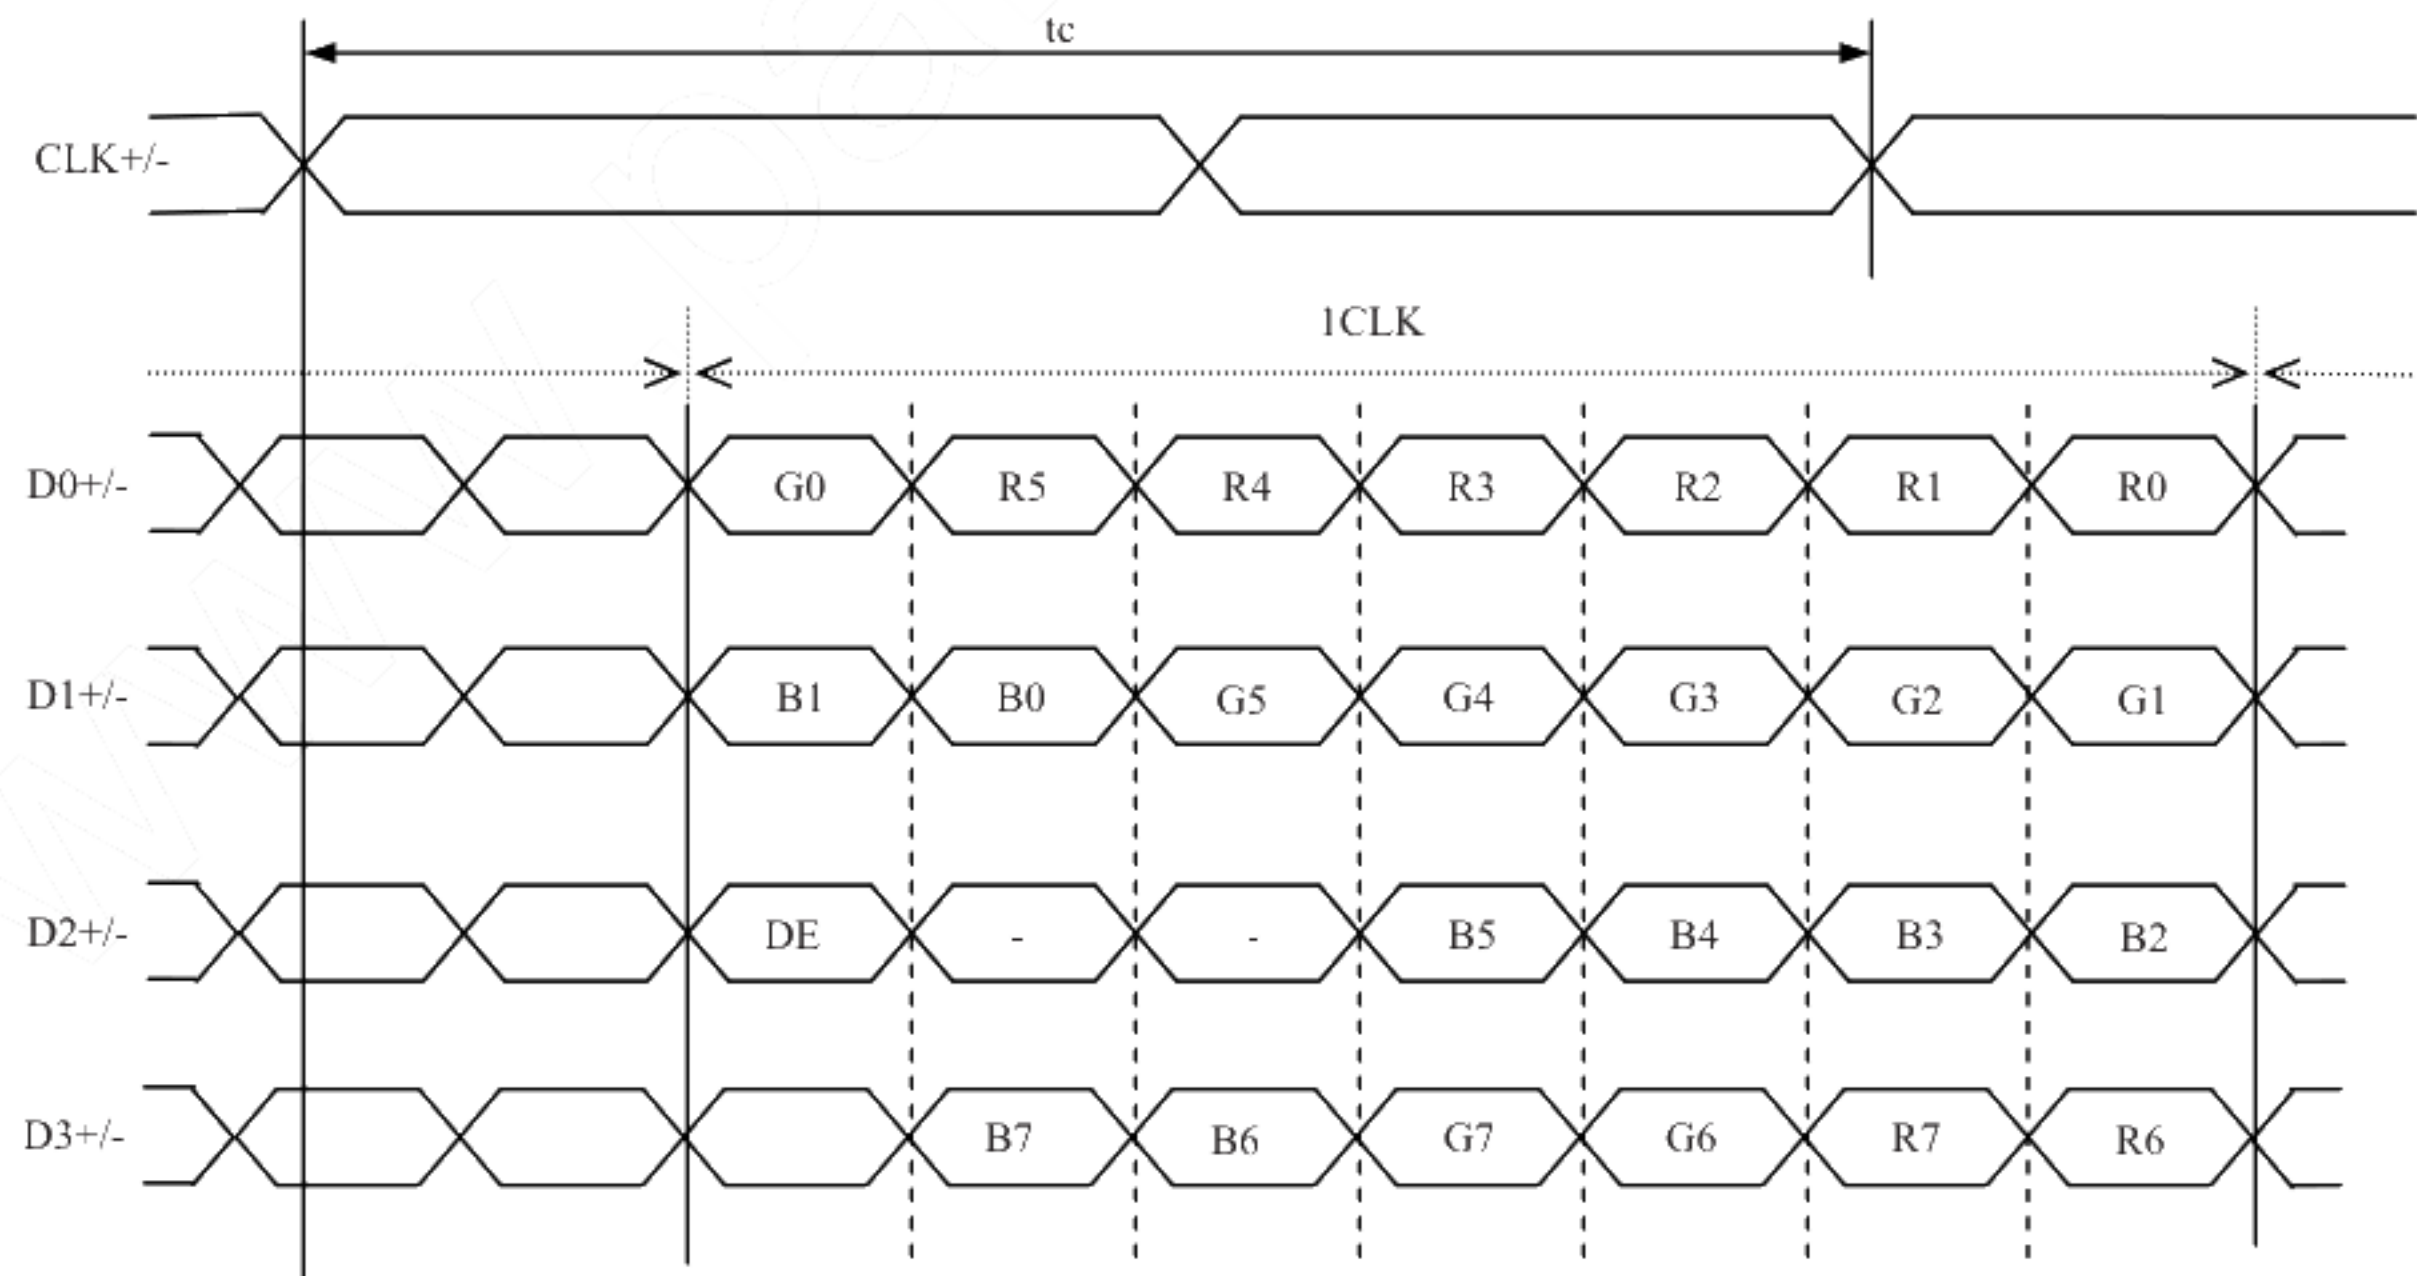 tc
CLK+/-
1CLK
D0+/- G0 R5 R4 R3 R2 R1 R0
D1+/- B1 B0 G5 G4 G3 G2 G1
D2+/- DE - - B5 B4 B3 B2
D3+/- B7 B6 G7 G6 R7 R6